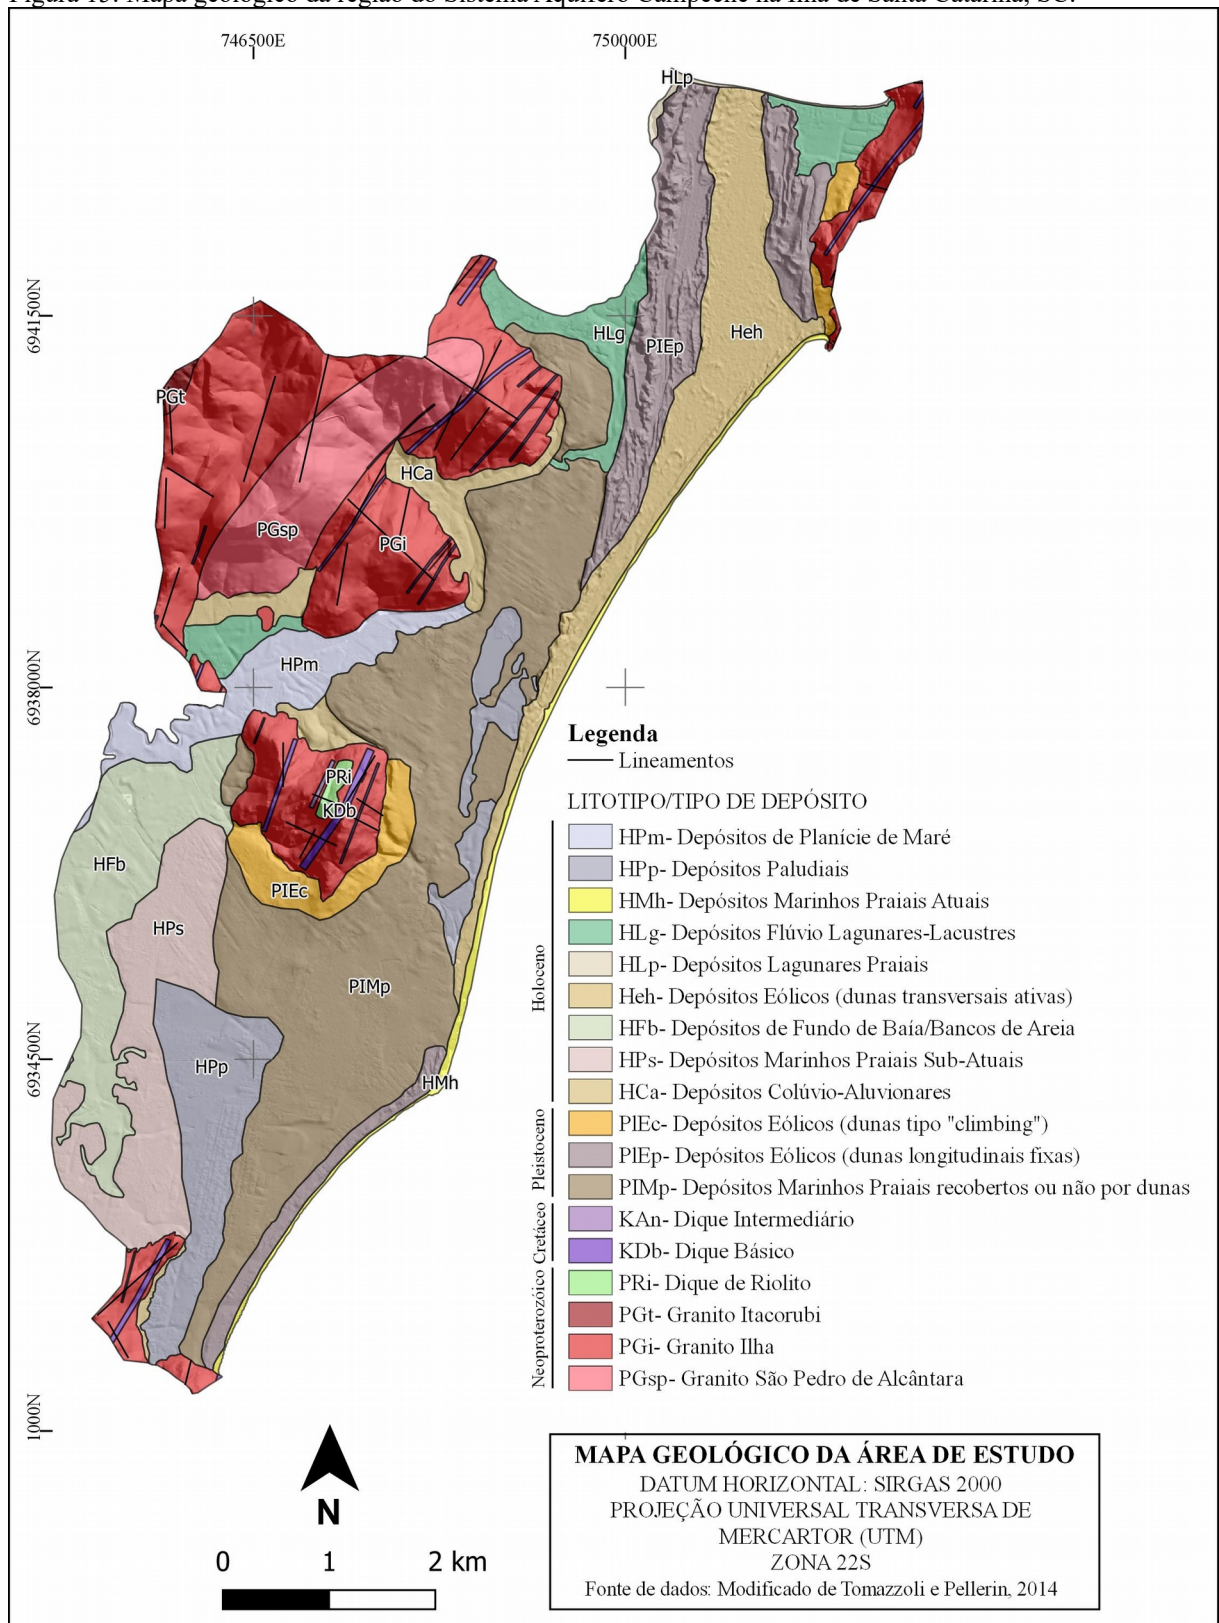 Figura 15: Mapa geológico da região do Sistema Aquífero Campeche na Ilha de Santa Catarina, SC.
746500E
750000E
HLp
6941500N
HLg
PIEp
Heh
PGt
HCa
PGsp
PGi
HPm
6938000N
PRi
KDb
HFb
PIEc
HPs
PIMp
6934500N
HPp
HMh
1000N
Legenda
Lineamentos
LITOTIPO/TIPO DE DEPÓSITO
Holoceno
HPm- Depósitos de Planície de Maré
HPp- Depósitos Paludiais
HMh- Depósitos Marinhos Praiais Atuais
HLg- Depósitos Flúvio Lagunares-Lacustres
HLp- Depósitos Lagunares Praiais
Heh- Depósitos Eólicos (dunas transversais ativas)
HFb- Depósitos de Fundo de Baía/Bancos de Areia
HPs- Depósitos Marinhos Praiais Sub-Atuais
HCa- Depósitos Colúvio-Aluvionares
Pleistoceno
PlEc- Depósitos Eólicos (dunas tipo "climbing")
PlEp- Depósitos Eólicos (dunas longitudinais fixas)
PIMp- Depósitos Marinhos Praiais recobertos ou não por dunas
Cretáceo
KAn- Dique Intermediário
KDb- Dique Básico
Neoproterozóico
PRi- Dique de Riolito
PGt- Granito Itacorubi
PGi- Granito Ilha
PGsp- Granito São Pedro de Alcântara
N
0 1 2 km
MAPA GEOLÓGICO DA ÁREA DE ESTUDO
DATUM HORIZONTAL: SIRGAS 2000
PROJEÇÃO UNIVERSAL TRANSVERSA DE
MERCARTOR (UTM)
ZONA 22S
Fonte de dados: Modificado de Tomazzoli e Pellerin, 2014